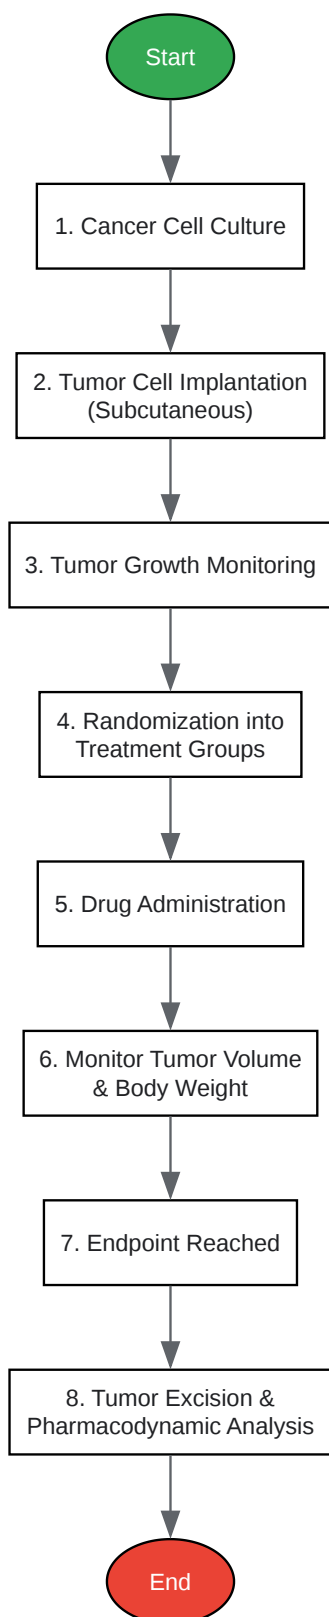 Start
1. Cancer Cell Culture
2. Tumor Cell Implantation
(Subcutaneous)
3. Tumor Growth Monitoring
4. Randomization into
Treatment Groups
5. Drug Administration
6. Monitor Tumor Volume
& Body Weight
7. Endpoint Reached
8. Tumor Excision &
Pharmacodynamic Analysis
End